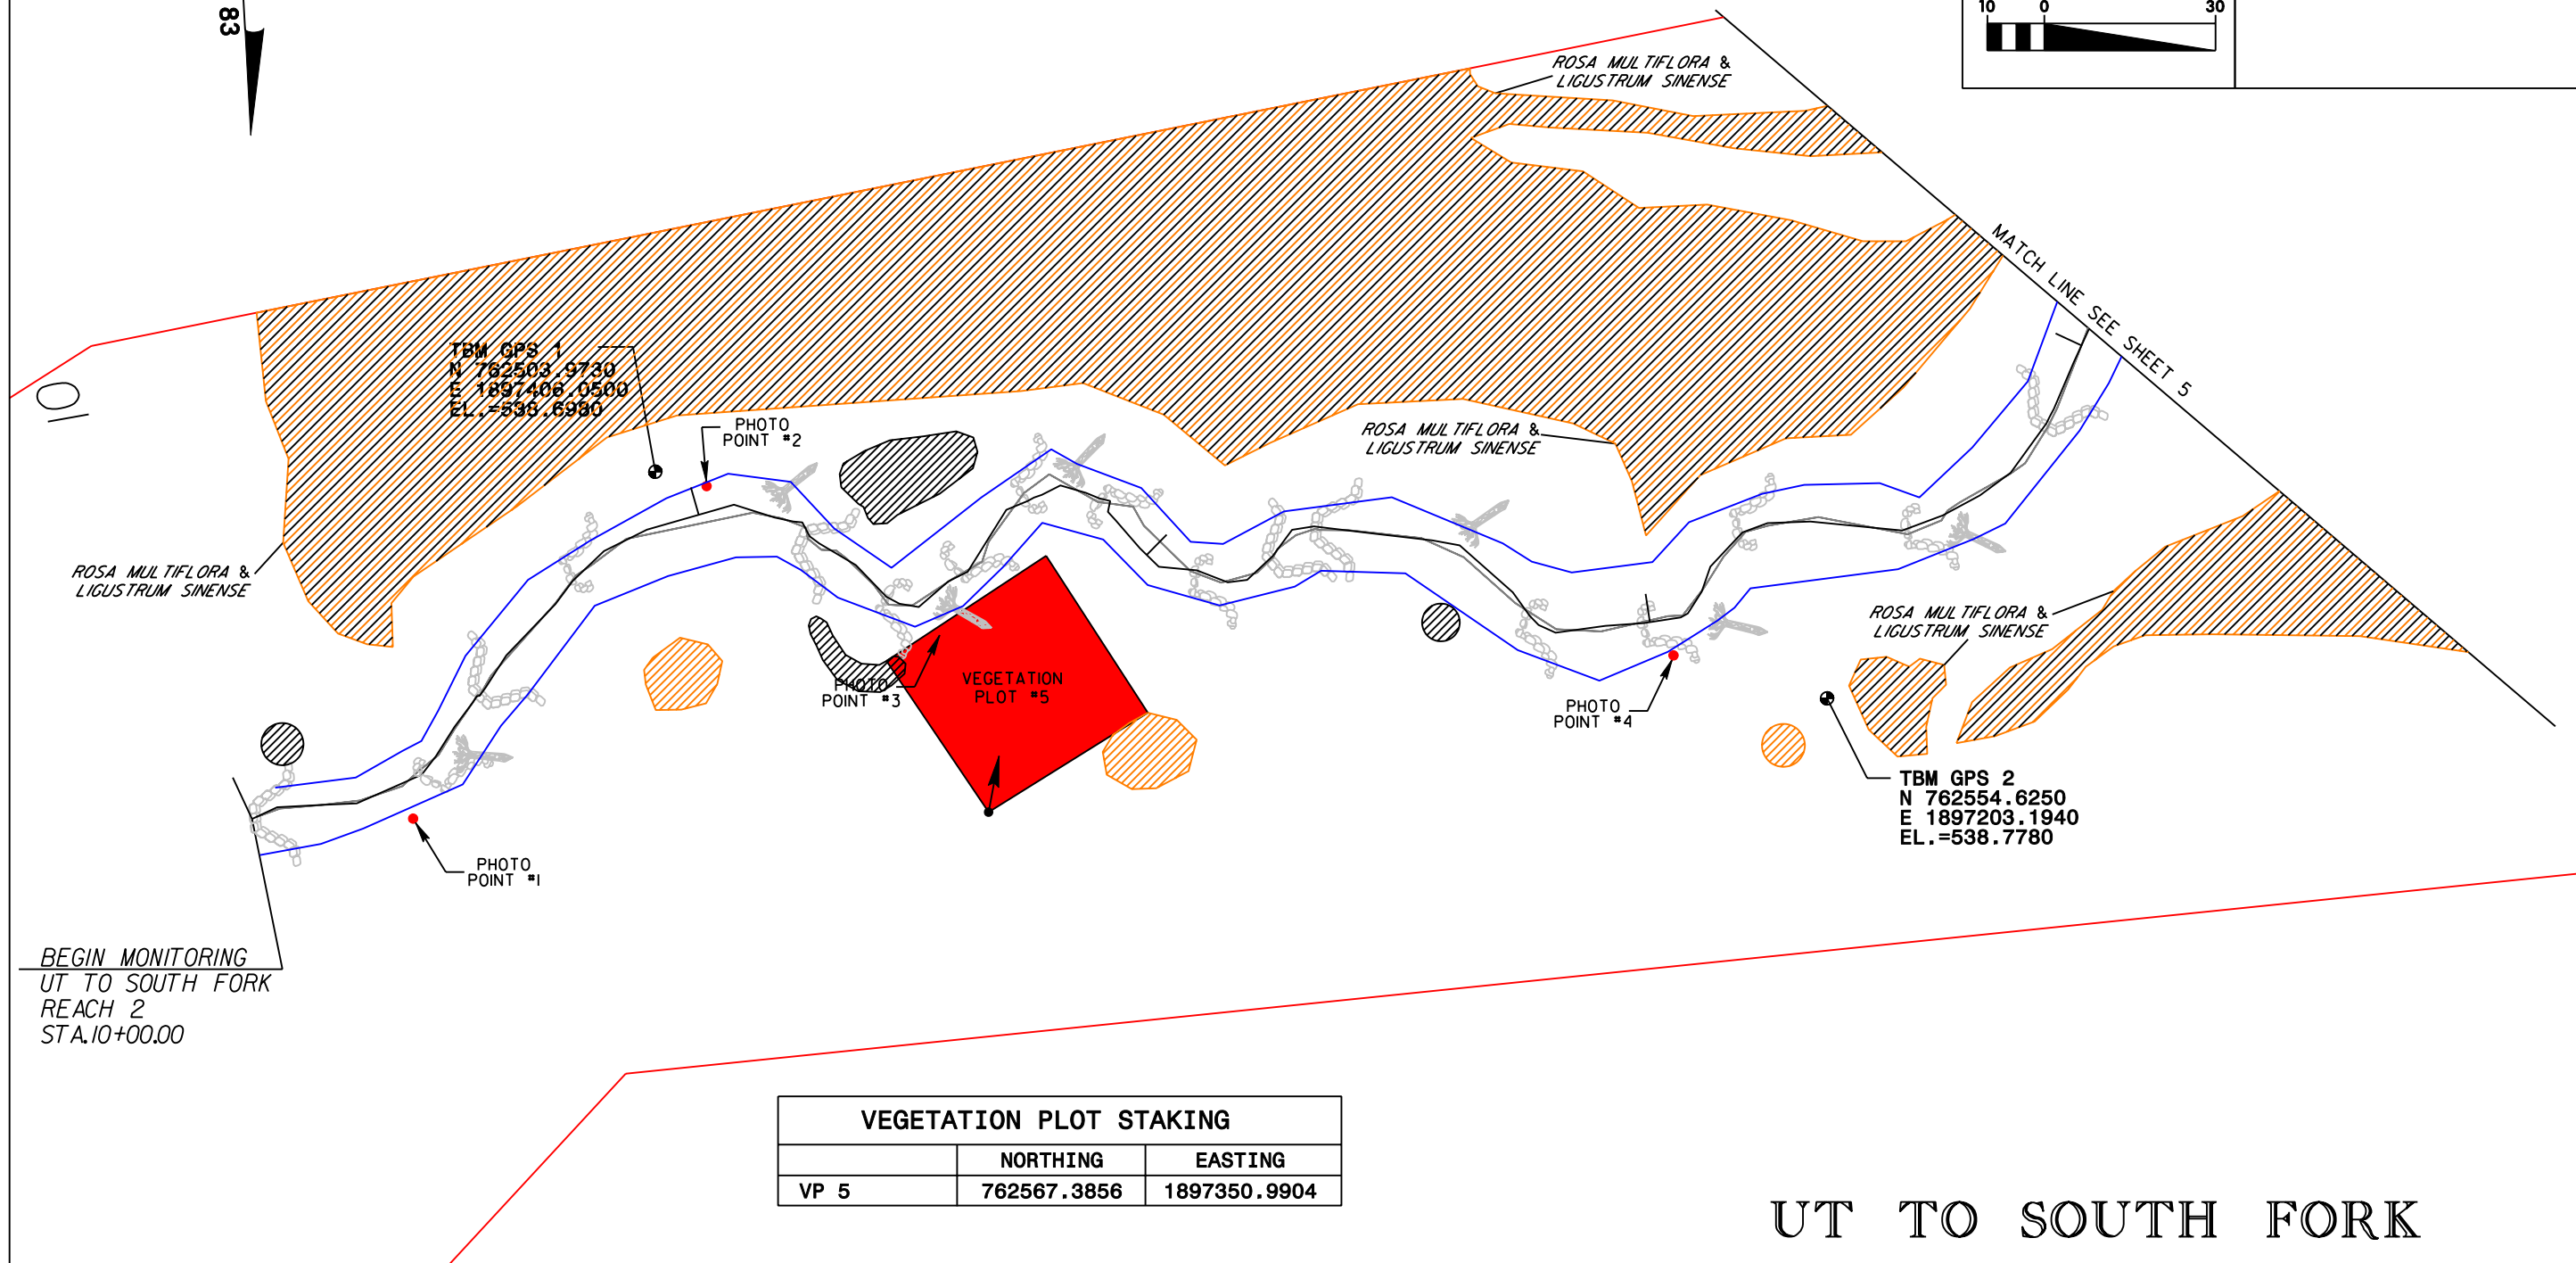 83
10 0 30
ROSA MULTIFLORA &
LIGUSTRUM SINENSE
MATCH LINE SEE SHEET 5
TBM GPS 1
N 762503.9730
E 1897406.0500
EL.=538.6980
PHOTO
POINT #2
ROSA MULTIFLORA &
LIGUSTRUM SINENSE
ROSA MULTIFLORA &
LIGUSTRUM SINENSE
ROSA MULTIFLORA &
LIGUSTRUM SINENSE
PHOTO
POINT #3
VEGETATION
PLOT #5
PHOTO
POINT #4
TBM GPS 2
N 762554.6250
E 1897203.1940
EL.=538.7780
PHOTO
POINT #1
BEGIN MONITORING
UT TO SOUTH FORK
REACH 2
STA.10+00.00
VEGETATION PLOT STAKING
NORTHING EASTING
VP 5 762567.3856 1897350.9904
UT TO SOUTH FORK